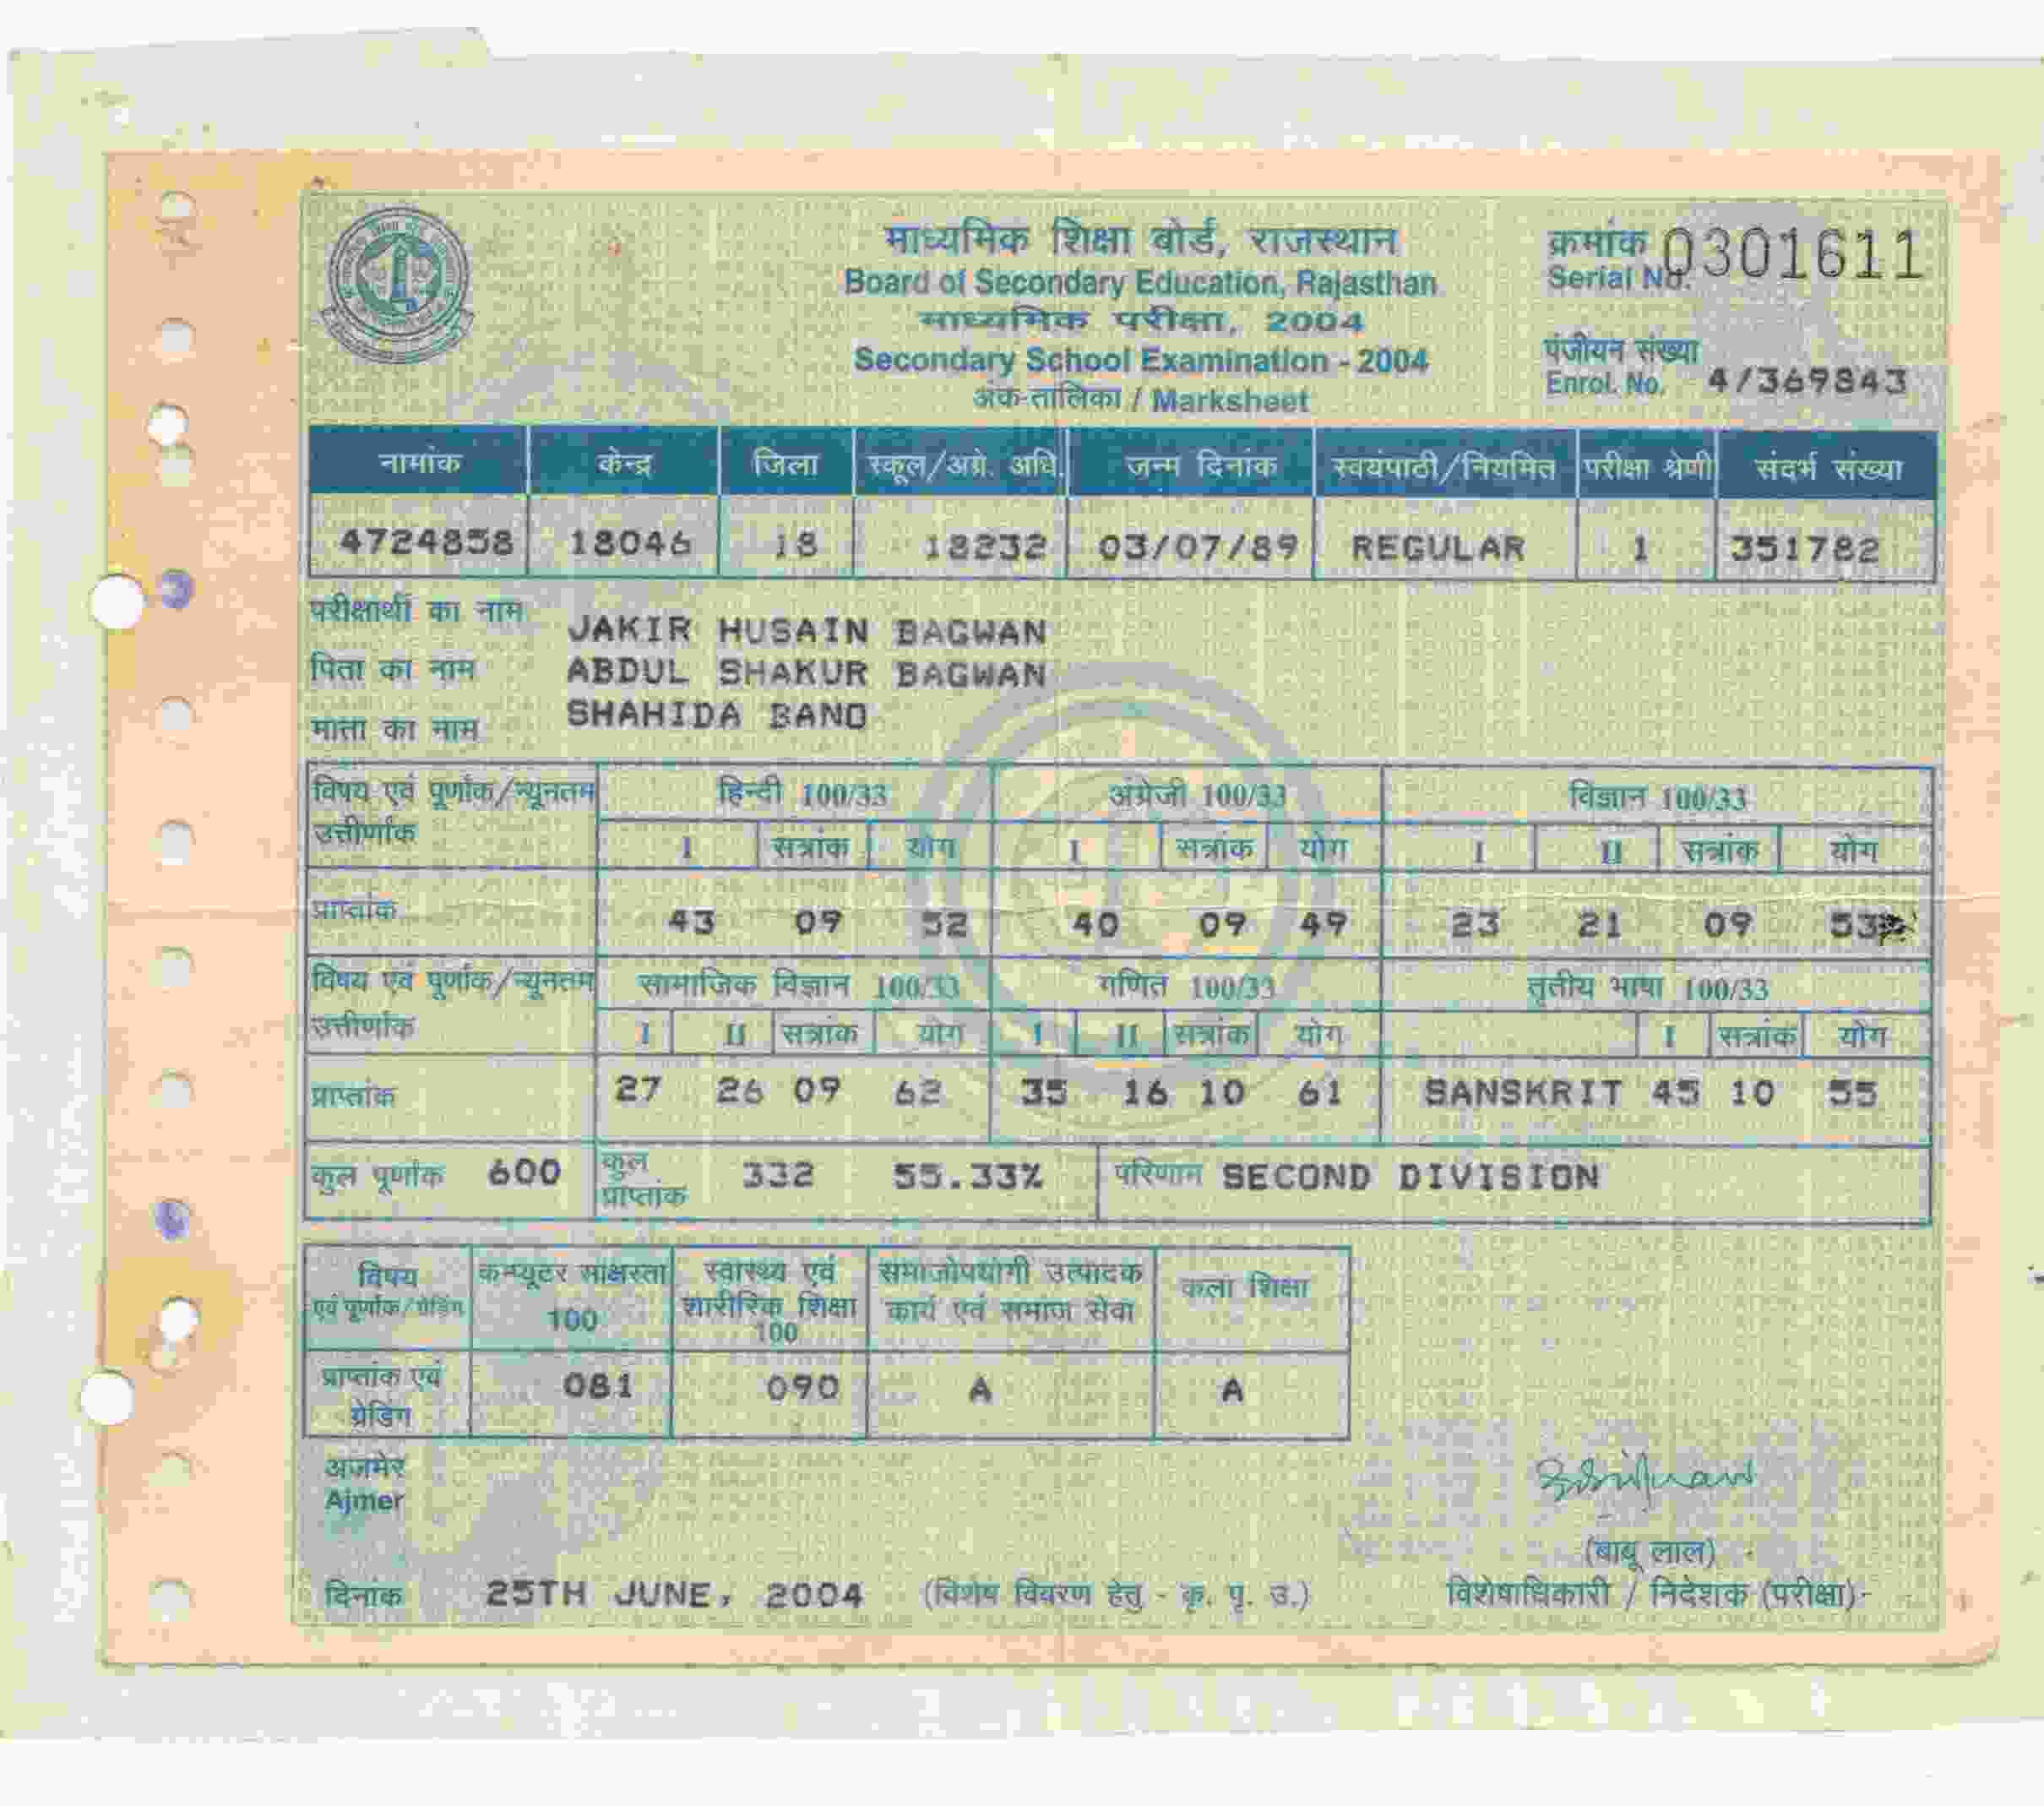 माध्यमिक शिक्षा बोर्ड, राजस्थान
Board of Secondary Education, Rajasthan
माध्यमिक परीक्षा, 2004
Secondary School Examination - 2004
अंक-तालिका / Marksheet
क्रमांक 0301611
Serial No.
पंजीयन संख्या
Enrol. No. 4/369843
नामांक केन्द्र जिला स्कूल/अग्रे. अधि. जन्म दिनांक स्वयंपाठी/नियमित परीक्षा श्रेणी संदर्भ संख्या
4724858 18046 18 18232 03/07/89 REGULAR 1 351782
परीक्षार्थी का नाम JAKIR HUSAIN BAGWAN
पिता का नाम ABDUL SHAKUR BAGWAN
माता का नाम SHAHIDA BANO
विषय एवं पूर्णांक/न्यूनतम हिन्दी 100/33 अंग्रेजी 100/33 विज्ञान 100/33
उत्तीर्णांक I सत्रांक योग I सत्रांक योग I II सत्रांक योग
प्राप्तांक 43 09 52 40 09 49 23 21 09 53
विषय एवं पूर्णांक/न्यूनतम सामाजिक विज्ञान 100/33 गणित 100/33 तृतीय भाषा 100/33
उत्तीर्णांक I II सत्रांक योग I II सत्रांक योग I सत्रांक योग
प्राप्तांक 27 26 09 62 35 16 10 61 SANSKRIT 45 10 55
कुल पूर्णांक 600 कुल प्राप्तांक 332 55.33% परिणाम SECOND DIVISION
विषय कम्प्यूटर साक्षरता स्वास्थ्य एवं समाजोपयोगी उत्पादक कला शिक्षा
एवं पूर्णांक/ग्रेडिंग 100 शारीरिक शिक्षा कार्य एवं समाज सेवा
100
प्राप्तांक एवं 081 090 A A
ग्रेडिंग
अजमेर
Ajmer
(बाबू लाल)
दिनांक 25TH JUNE, 2004 (विशेष विवरण हेतु - कृ. पृ. उ.) विशेषाधिकारी / निदेशक (परीक्षा)